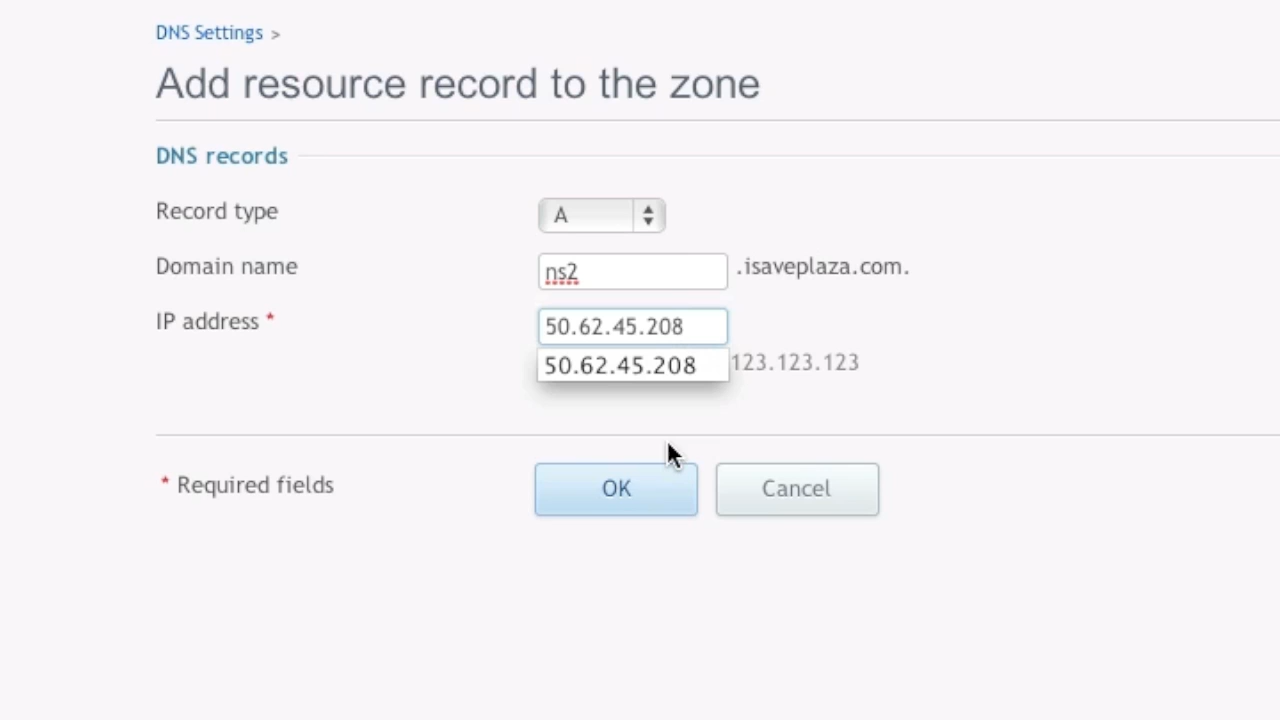 DNS Settings >
Add resource record to the zone
DNS records
Record type A
Domain name ns2 .isaveplaza.com.
IP address * 50.62.45.208
50.62.45.208 123.123.123
* Required fields OK Cancel